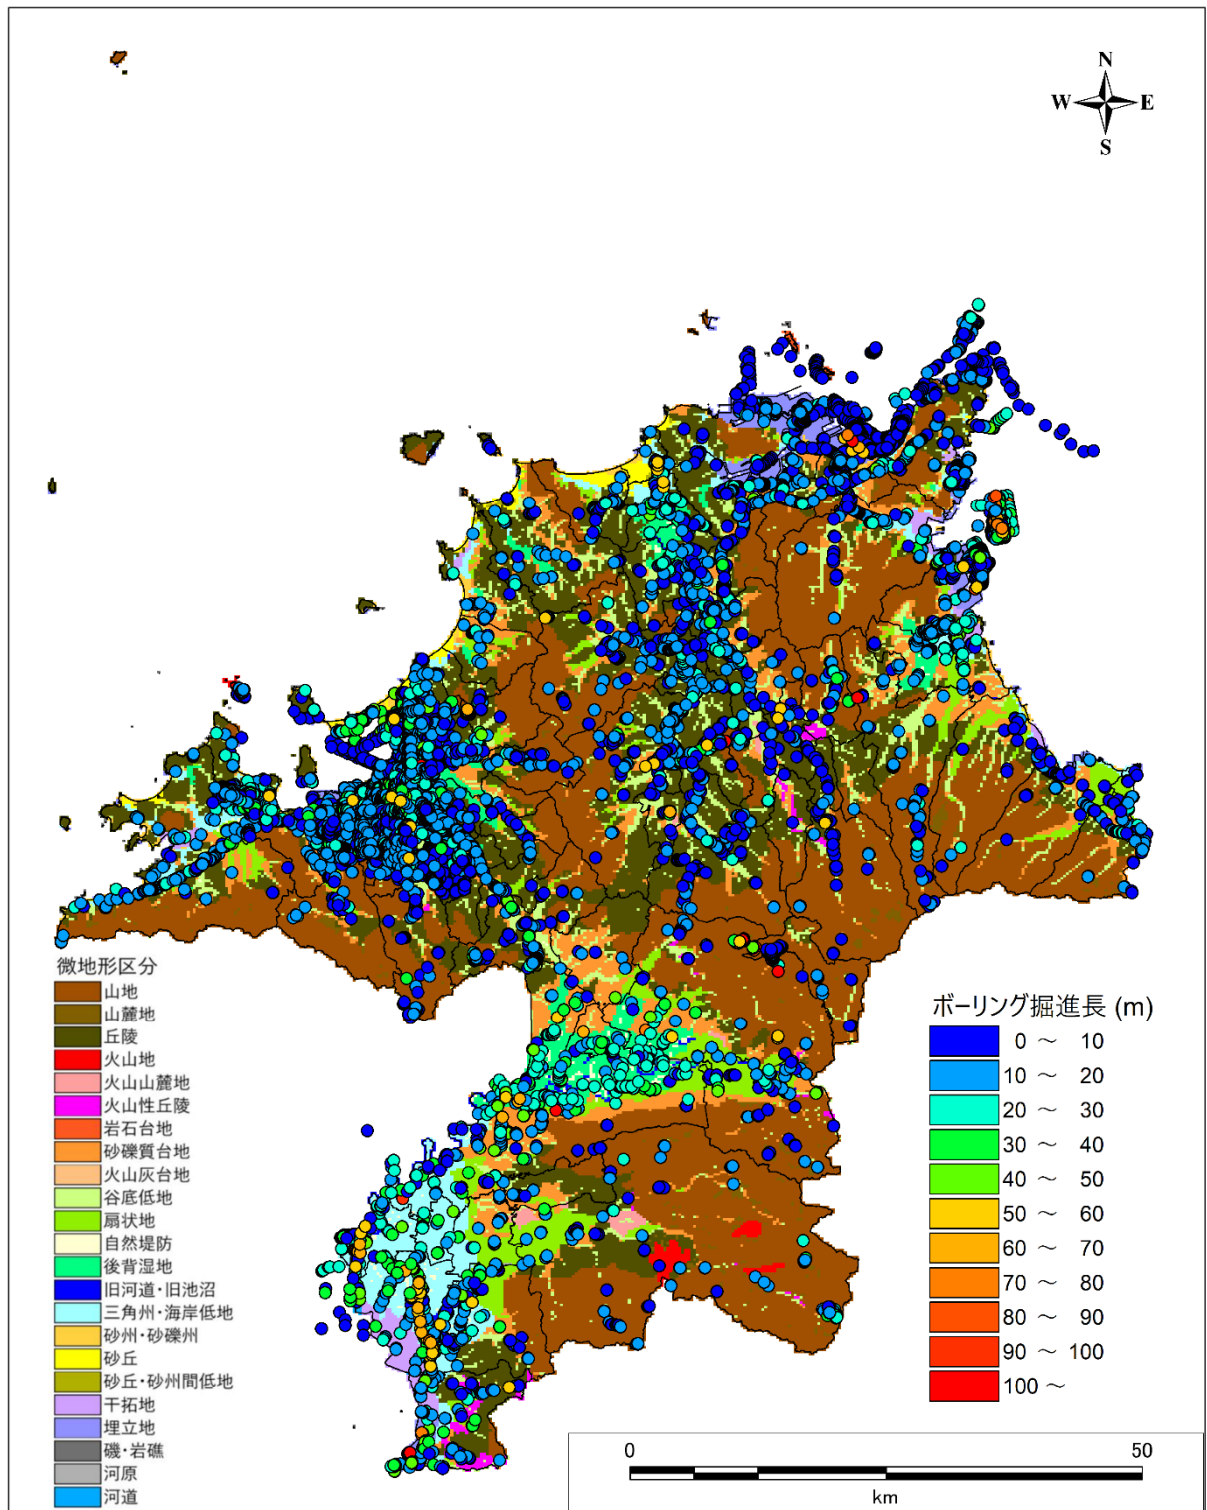 N
W E
S
微地形区分
山地
山麓地
丘陵
火山地
火山山麓地
火山性丘陵
岩石台地
砂礫質台地
火山灰台地
谷底低地
扇状地
自然堤防
後背湿地
旧河道・旧池沼
三角州・海岸低地
砂州・砂礫州
砂丘
砂丘・砂州間低地
干拓地
埋立地
磯・岩礁
河原
河道
ボーリング掘進長 (m)
0 ～ 10
10 ～ 20
20 ～ 30
30 ～ 40
40 ～ 50
50 ～ 60
60 ～ 70
70 ～ 80
80 ～ 90
90 ～ 100
100 ～
0 50
km